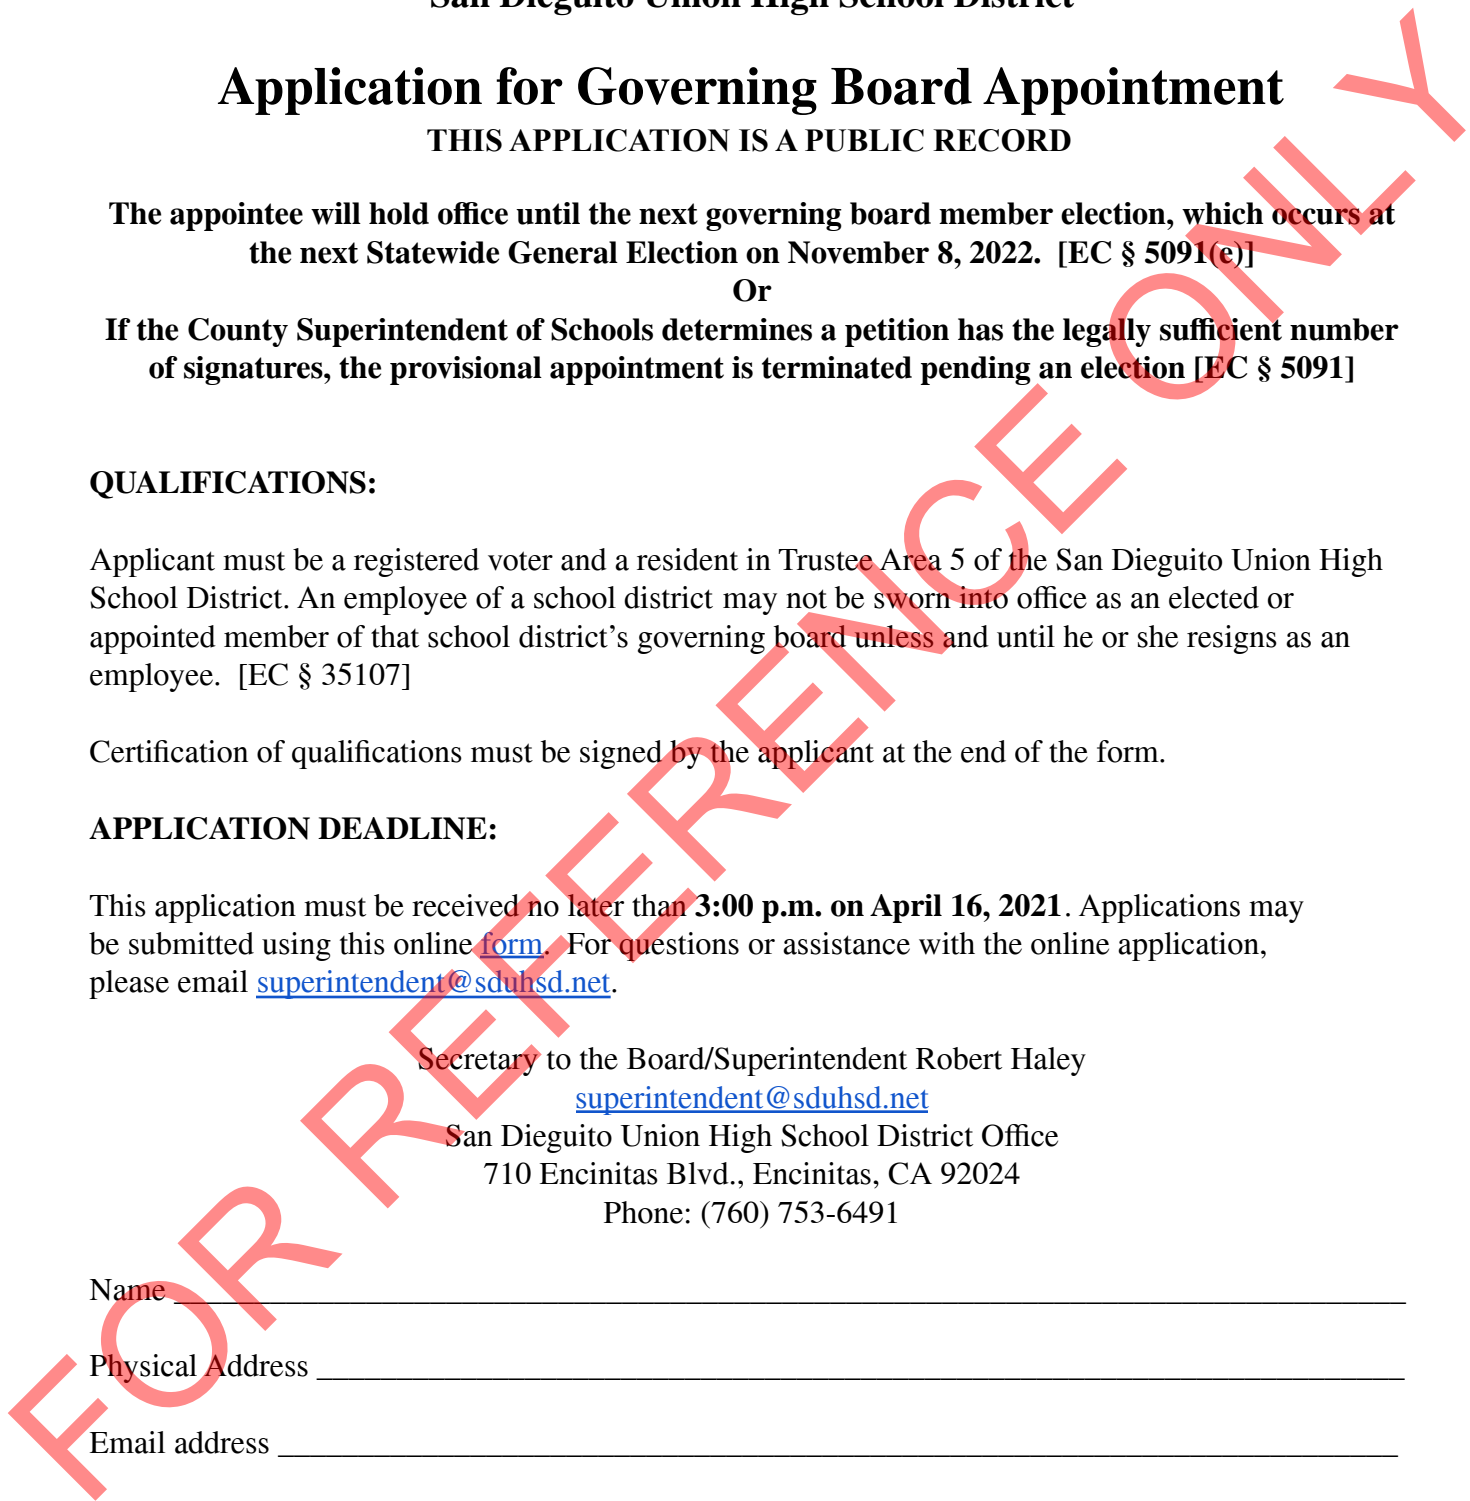 San Dieguito Union High School District
Application for Governing Board Appointment
THIS APPLICATION IS A PUBLIC RECORD
The appointee will hold office until the next governing board member election, which occurs at
the next Statewide General Election on November 8, 2022.  [EC § 5091(e)]
Or
If the County Superintendent of Schools determines a petition has the legally sufficient number
of signatures, the provisional appointment is terminated pending an election [EC § 5091]
QUALIFICATIONS:
Applicant must be a registered voter and a resident in Trustee Area 5 of the San Dieguito Union High
School District. An employee of a school district may not be sworn into office as an elected or
appointed member of that school district’s governing board unless and until he or she resigns as an
employee.  [EC § 35107]
Certification of qualifications must be signed by the applicant at the end of the form.
APPLICATION DEADLINE:
This application must be received no later than 3:00 p.m. on April 16, 2021. Applications may
be submitted using this online form.  For questions or assistance with the online application,
please email superintendent@sduhsd.net.
Secretary to the Board/Superintendent Robert Haley
superintendent@sduhsd.net
San Dieguito Union High School District Office
710 Encinitas Blvd., Encinitas, CA 92024
Phone: (760) 753-6491
Name
Physical Address
Email address
FOR REFERENCE ONLY